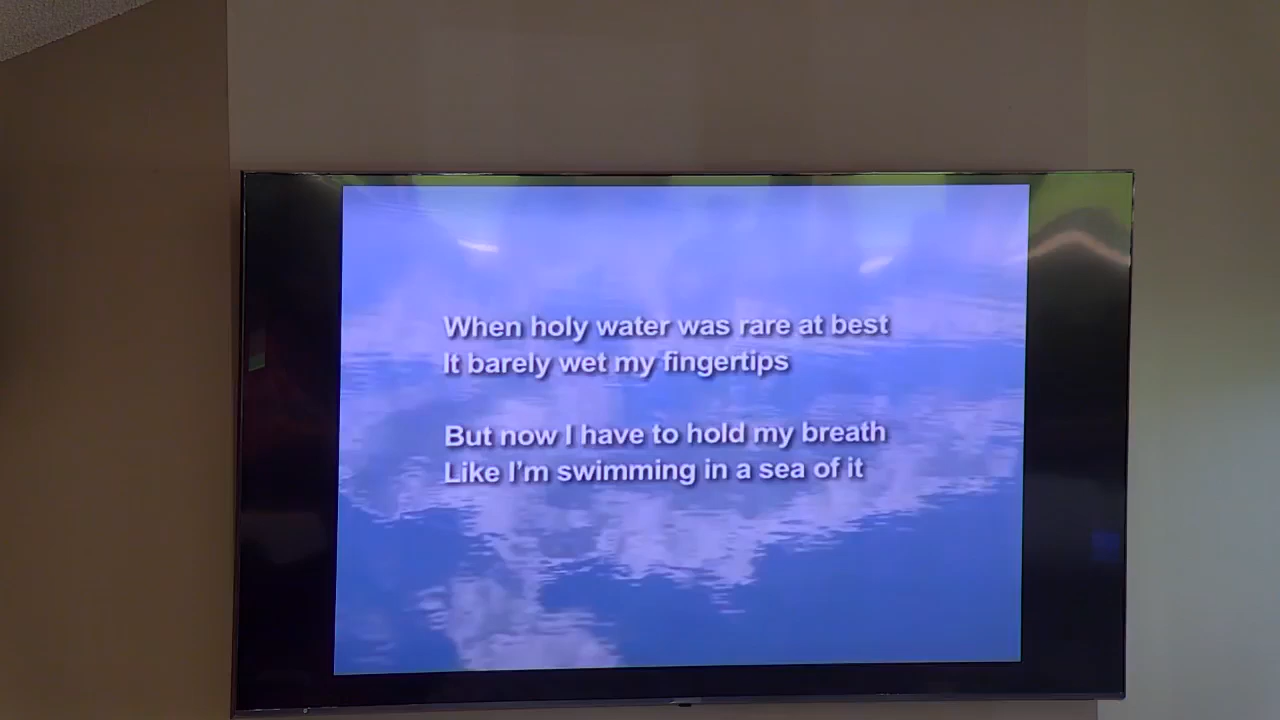 When holy water was rare at best
It barely wet my fingertips
But now I have to hold my breath
Like I'm swimming in a sea of it